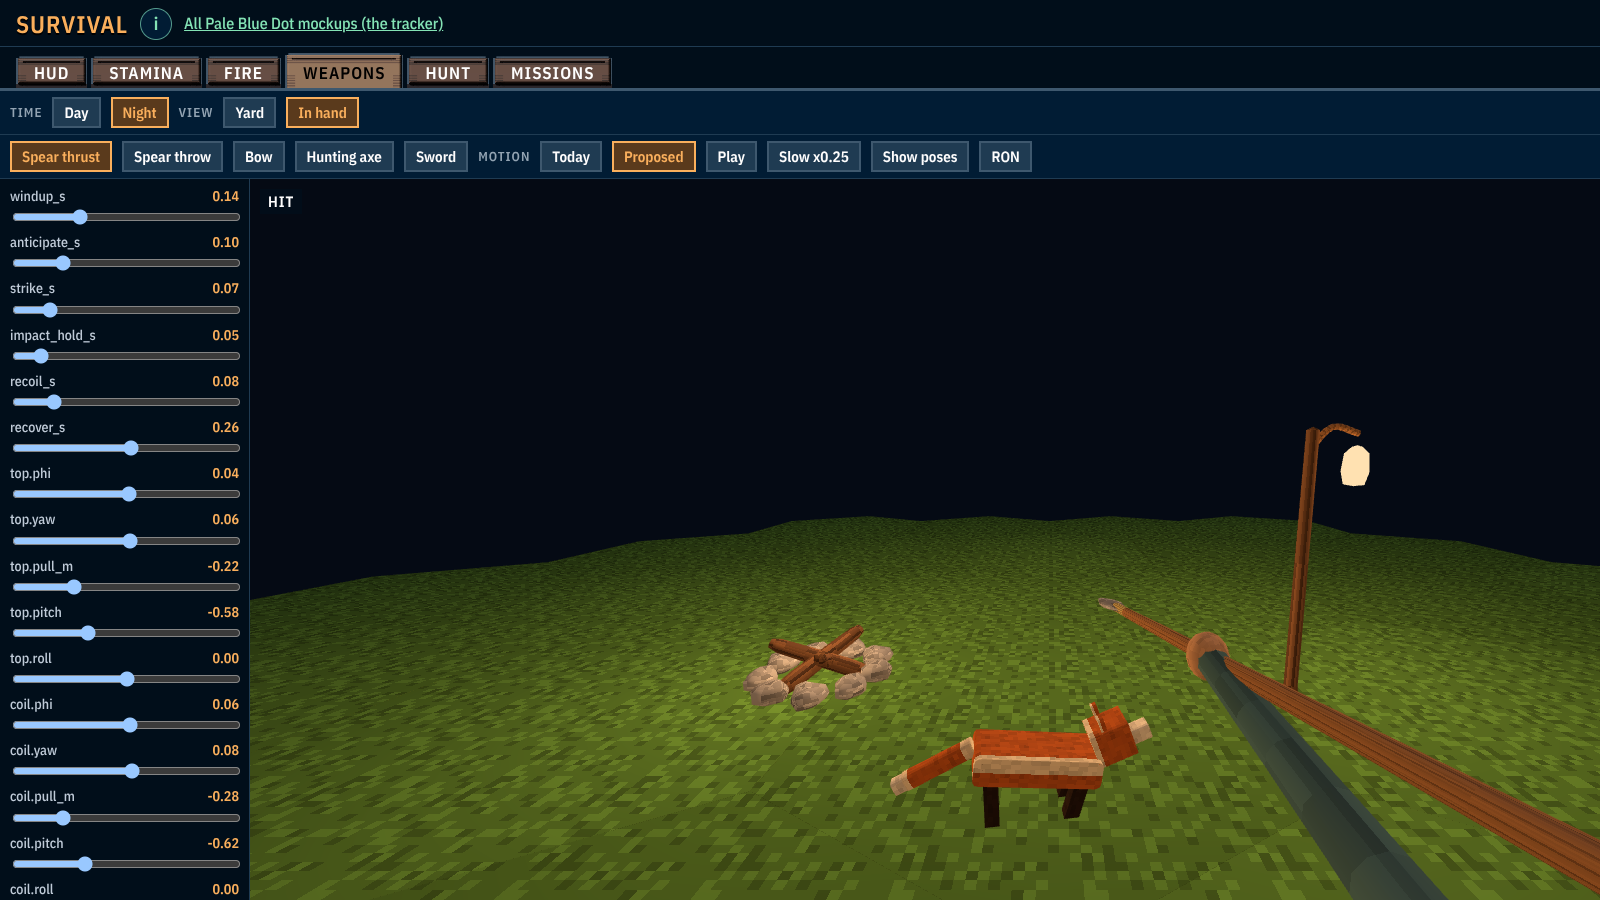 SURVIVAL i All Pale Blue Dot mockups (the tracker)
HUD STAMINA FIRE WEAPONS HUNT MISSIONS
TIME Day Night VIEW Yard In hand
Spear thrust Spear throw Bow Hunting axe Sword MOTION Today Proposed Play Slow x0.25 Show poses RON
windup_s 0.14
HIT
anticipate_s 0.10
strike_s 0.07
impact_hold_s 0.05
recoil_s 0.08
recover_s 0.26
top.phi 0.04
top.yaw 0.06
top.pull_m -0.22
top.pitch -0.58
top.roll 0.00
coil.phi 0.06
coil.yaw 0.08
coil.pull_m -0.28
coil.pitch -0.62
coil.roll 0.00